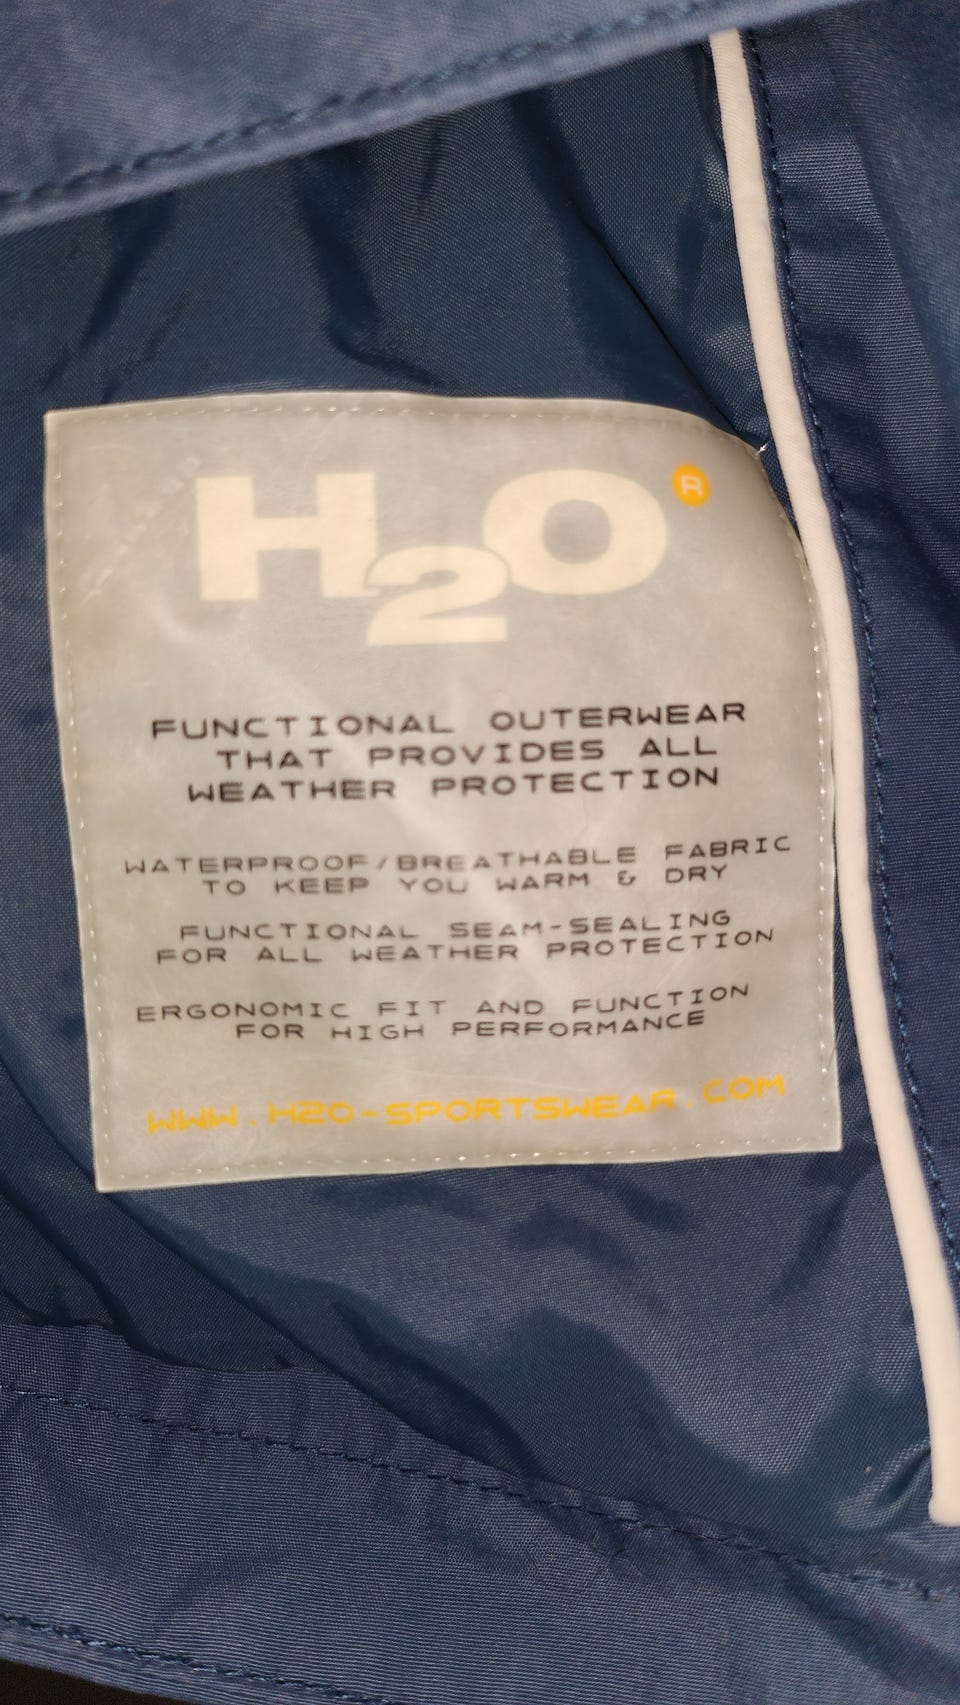 H2O®
FUNCTIONAL OUTERWEAR
THAT PROVIDES ALL
WEATHER PROTECTION
WATERPROOF/BREATHABLE FABRIC
TO KEEP YOU WARM & DRY
FUNCTIONAL SEAM-SEALING
FOR ALL WEATHER PROTECTION
ERGONOMIC FIT AND FUNCTION
FOR HIGH PERFORMANCE
WWW.H2O-SPORTSWEAR.COM